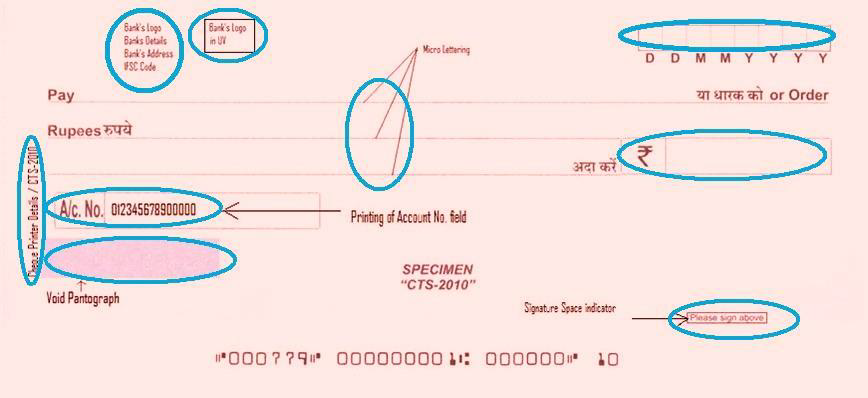 Bank's Logo
Banks Details
Bank's Address
IFSC Code
Bank's Logo
in UV
Micro Lettering
D D M M Y Y Y Y
Pay या धारक को or Order
Rupees रुपये
अदा करें ₹
Cheque Printer Details / CTS-2010
A/c. No. 012345678900000
Printing of Account No. field
Void Pantograph
SPECIMEN
"CTS-2010"
Signature Space indicator
Please sign above
⑈000779⑈ 00000000⑆ 000000⑈ 10